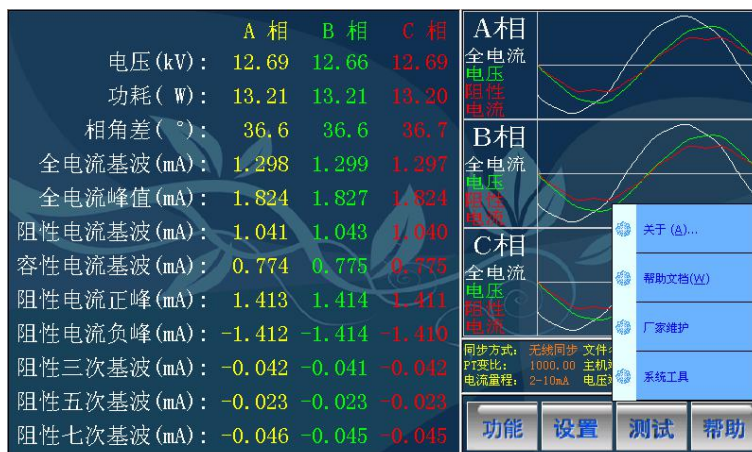 A 相 B 相 C 相
电压(kV): 12.69 12.66 12.69
功耗( W): 13.21 13.21 13.20
相角差( °): 36.6 36.6 36.7
全电流基波(mA): 1.298 1.299 1.297
全电流峰值(mA): 1.824 1.827 1.824
阻性电流基波(mA): 1.041 1.043 1.040
容性电流基波(mA): 0.774 0.775 0.775
阻性电流正峰(mA): 1.413 1.414 1.411
阻性电流负峰(mA): -1.412 -1.414 -1.410
阻性三次基波(mA): -0.042 -0.041 -0.042
阻性五次基波(mA): -0.023 -0.023 -0.023
阻性七次基波(mA): -0.046 -0.045 -0.045
A相
全电流
电压
阻性
电流
B相
全电流
电压
阻性
电流
C相
全电流
电压
阻性
电流
同步方式: 无线同步 文件
PT变比: 1000.00 主机
电流量程: 2-10mA 电压
关于 (A)...
帮助文档(W)
厂家维护
系统工具
功能 设置 测试 帮助